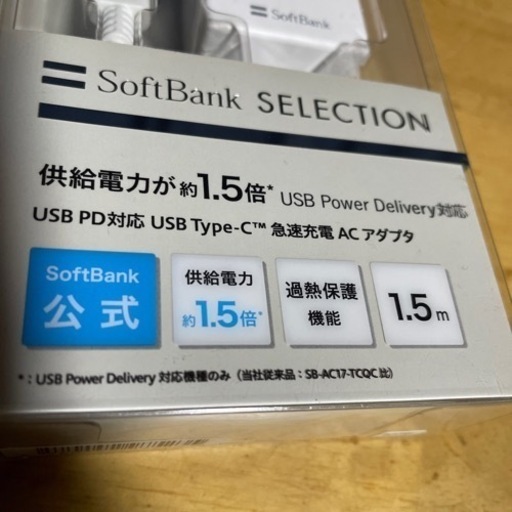 SoftBank
SoftBank SELECTION
供給電力が約1.5倍* USB Power Delivery対応
USB PD対応 USB Type-C™ 急速充電 AC アダプタ
SoftBank
公式
供給電力
約1.5倍*
過熱保護
機能
1.5m
*：USB Power Delivery 対応機種のみ（当社従来品：SB-AC17-TCQC 比）